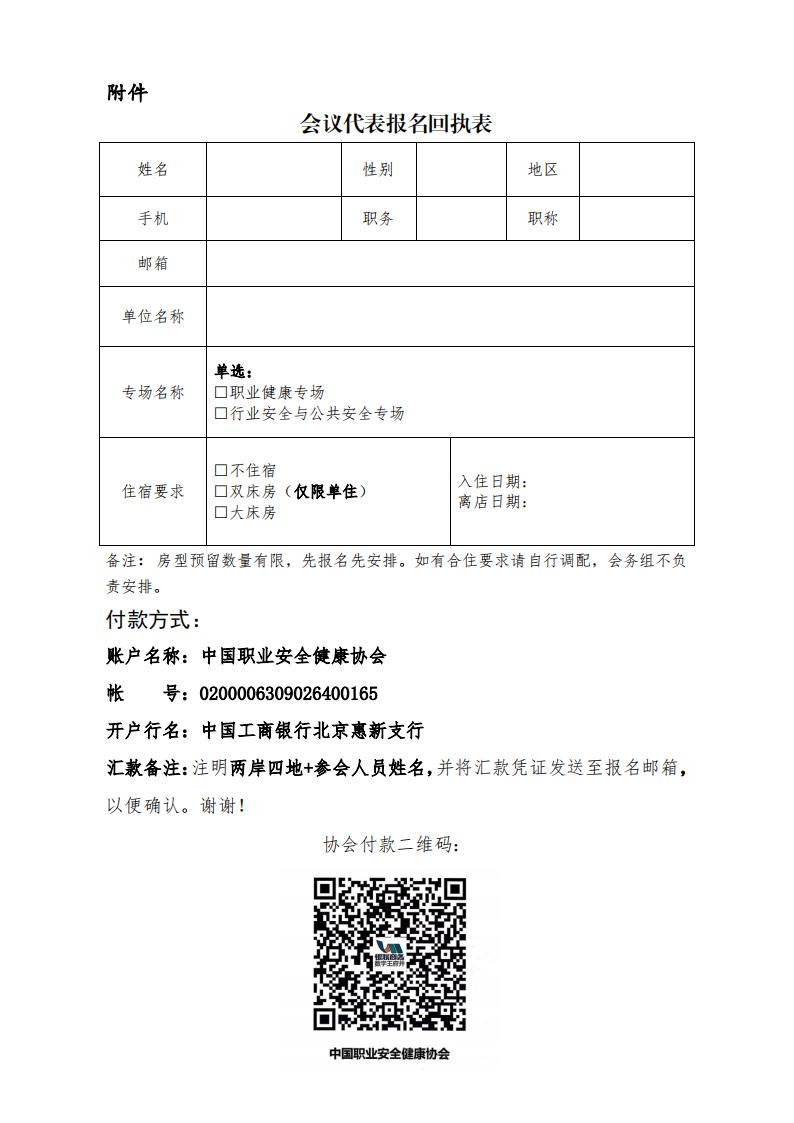 附件
会议代表报名回执表
姓名 性别 地区
手机 职务 职称
邮箱
单位名称
专场名称
单选：
□职业健康专场
□行业安全与公共安全专场
住宿要求
□不住宿
□双床房（仅限单住）
□大床房
入住日期：
离店日期：
备注：房型预留数量有限，先报名先安排。如有合住要求请自行调配，会务组不负
责安排。
付款方式：
账户名称：中国职业安全健康协会
帐　　号：0200006309026400165
开户行名：中国工商银行北京惠新支行
汇款备注：注明两岸四地+参会人员姓名，并将汇款凭证发送至报名邮箱，
以便确认。谢谢！
协会付款二维码：
银联商务
数字王府井
中国职业安全健康协会